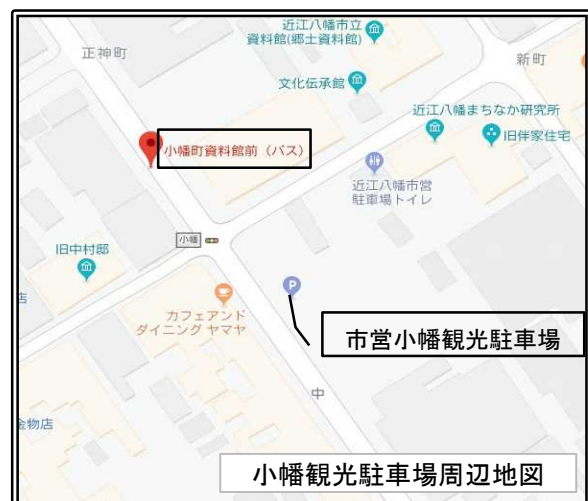 近江八幡市立
資料館(郷土資料館)
正神町
新町
文化伝承館
近江八幡まちなか研究所
旧伴家住宅
小幡町資料館前（バス）
近江八幡市営
駐車場トイレ
小幡
旧中村邸
P
店
カフェアンド
ダイニング ヤマヤ
市営小幡観光駐車場
中
金物店
小幡観光駐車場周辺地図